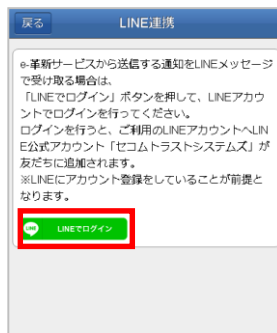 戻る
LINE連携
e-革新サービスから送信する通知をLINEメッセージ
で受け取る場合は、
「LINEでログイン」ボタンを押して、LINEアカウ
ントでログインを行ってください。
ログインを行うと、ご利用のLINEアカウントへLIN
E公式アカウント「セコムトラストシステムズ」が
友だちに追加されます。
※LINEにアカウント登録をしていることが前提と
なります。
LINE
LINEでログイン